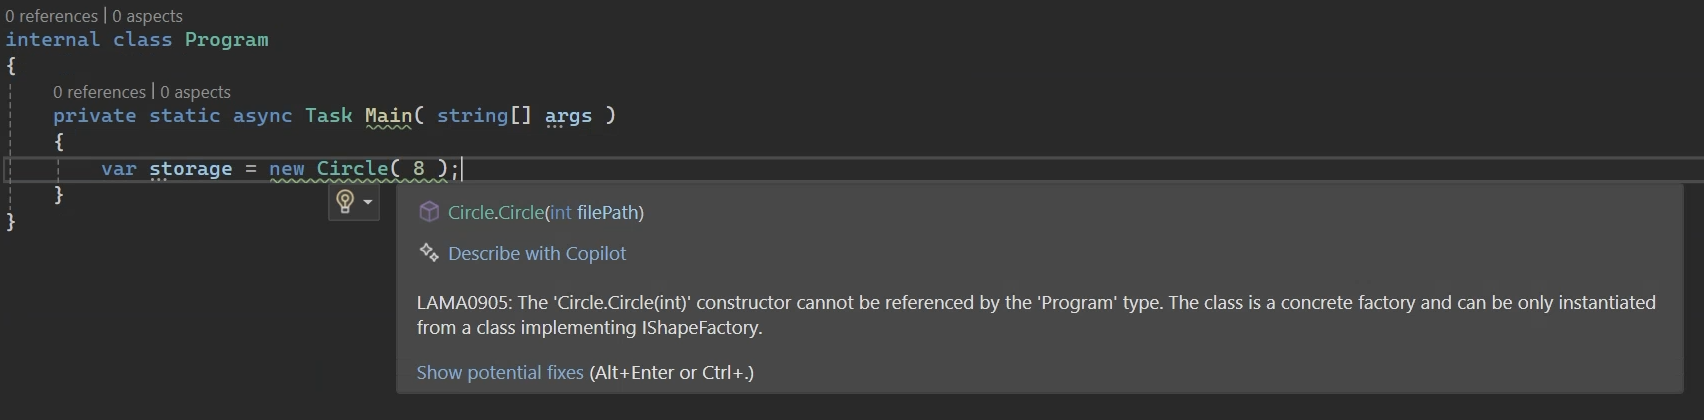 0 references | 0 aspects
internal class Program
{
0 references | 0 aspects
private static async Task Main( string[] args )
{
var storage = new Circle( 8 );
}
}
Circle.Circle(int filePath)
Describe with Copilot
LAMA0905: The 'Circle.Circle(int)' constructor cannot be referenced by the 'Program' type. The class is a concrete factory and can be only instantiated
from a class implementing IShapeFactory.
Show potential fixes (Alt+Enter or Ctrl+.)